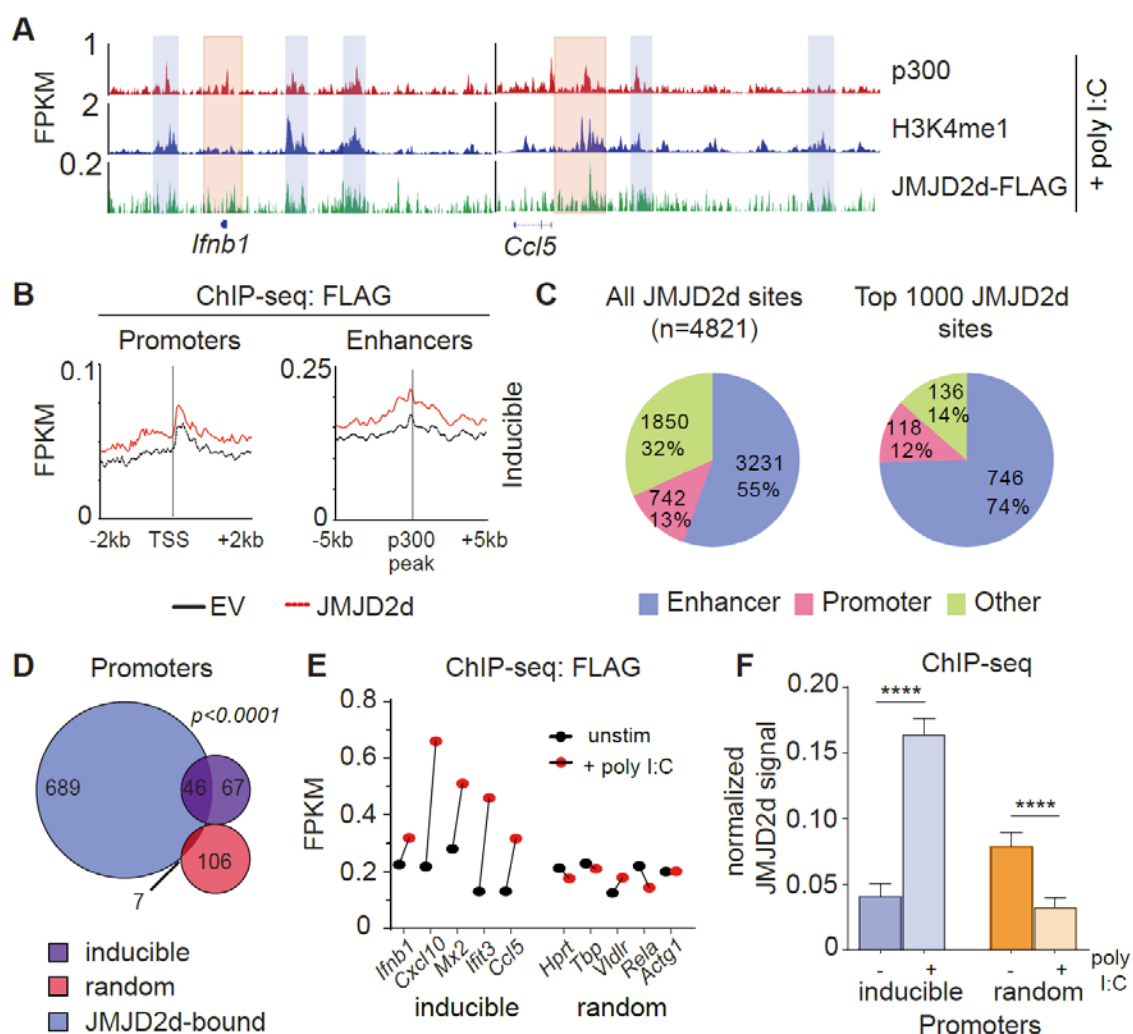 A
FPKM
1
2
0.2
p300
H3K4me1
JMJD2d-FLAG
+ poly I:C
Ifnb1
Ccl5
B
ChIP-seq: FLAG
Promoters
Enhancers
FPKM
0.1
0
0.25
0
Inducible
-2kb TSS +2kb
-5kb p300 +5kb
peak
EV JMJD2d
C
All JMJD2d sites
(n=4821)
Top 1000 JMJD2d
sites
1850
32%
742
13%
3231
55%
136
14%
118
12%
746
74%
Enhancer Promoter Other
D
Promoters
p<0.0001
689
46
67
106
7
inducible
random
JMJD2d-bound
E
ChIP-seq: FLAG
FPKM
0.8
0.6
0.4
0.2
0
unstim
+ poly I:C
Ifnb1
Cxcl10
Mx2
Ifit3
Ccl5
Hprt
Tbp
Vldlr
Rela
Actg1
inducible random
F
ChIP-seq
normalized
JMJD2d signal
0.20
0.15
0.10
0.05
0
****
****
- + - + poly
I:C
inducible random
Promoters